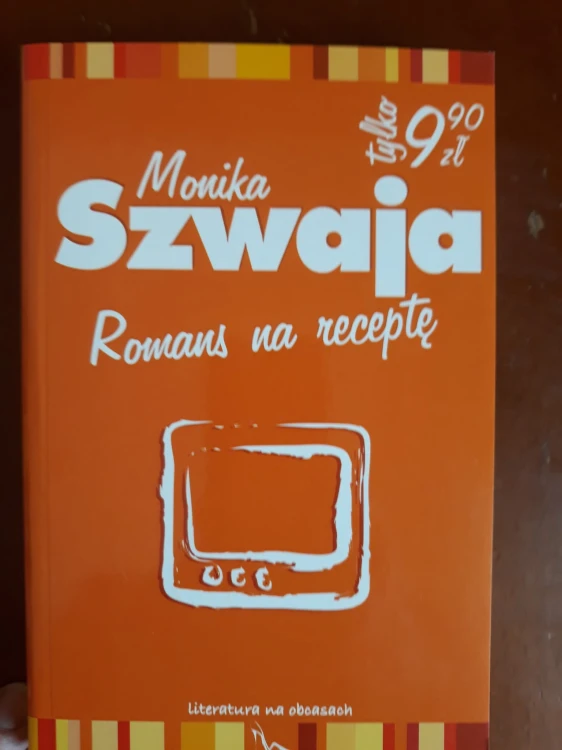 tylko 9 90 zł
Monika
Szwaja
Romans na receptę
literatura na obcasach